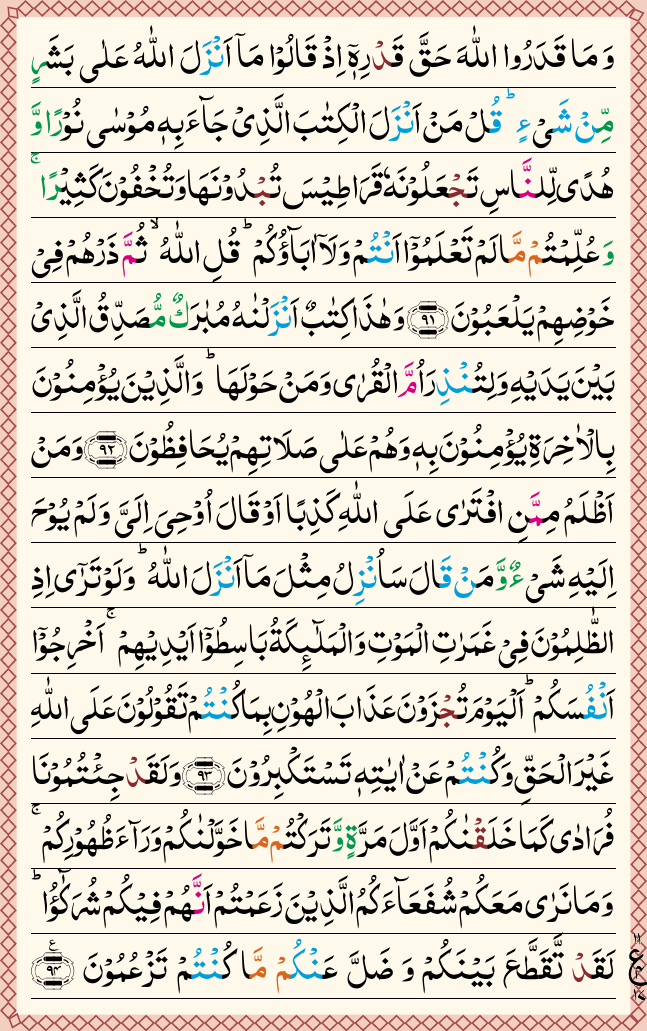 وَمَا قَدَرُوا اللّٰهَ حَقَّ قَدْرِهٖۤ اِذْ قَالُوْا مَاۤ اَنْزَلَ اللّٰهُ عَلٰى بَشَرٍ
مِّنْ شَیْءٍ ؕ قُلْ مَنْ اَنْزَلَ الْكِتٰبَ الَّذِیْ جَآءَ بِهٖ مُوْسٰى نُوْرًا وَّ
هُدًى لِّلنَّاسِ تَجْعَلُوْنَهٗ قَرَاطِیْسَ تُبْدُوْنَهَا وَتُخْفُوْنَ كَثِیْرًا ۚ
وَعُلِّمْتُمْ مَّا لَمْ تَعْلَمُوْۤا اَنْتُمْ وَلَاۤ اٰبَآؤُكُمْ ؕ قُلِ اللّٰهُ ۙ ثُمَّ ذَرْهُمْ فِیْ
خَوْضِهِمْ یَلْعَبُوْنَ ﴿۹۱﴾ وَهٰذَا كِتٰبٌ اَنْزَلْنٰهُ مُبٰرَكٌ مُّصَدِّقُ الَّذِیْ
بَیْنَ یَدَیْهِ وَلِتُنْذِرَ اُمَّ الْقُرٰى وَمَنْ حَوْلَهَا ؕ وَالَّذِیْنَ یُؤْمِنُوْنَ
بِالْاٰخِرَةِ یُؤْمِنُوْنَ بِهٖ وَهُمْ عَلٰى صَلَاتِهِمْ یُحَافِظُوْنَ ﴿۹۲﴾ وَمَنْ
اَظْلَمُ مِمَّنِ افْتَرٰى عَلَى اللّٰهِ كَذِبًا اَوْ قَالَ اُوْحِیَ اِلَیَّ وَلَمْ یُوْحَ
اِلَیْهِ شَیْءٌ وَّمَنْ قَالَ سَاُنْزِلُ مِثْلَ مَاۤ اَنْزَلَ اللّٰهُ ؕ وَلَوْ تَرٰۤى اِذِ
الظّٰلِمُوْنَ فِیْ غَمَرٰتِ الْمَوْتِ وَالْمَلٰٓئِكَةُ بَاسِطُوْۤا اَیْدِیْهِمْ ۚ اَخْرِجُوْۤا
اَنْفُسَكُمْ ؕ اَلْیَوْمَ تُجْزَوْنَ عَذَابَ الْهُوْنِ بِمَا كُنْتُمْ تَقُوْلُوْنَ عَلَى اللّٰهِ
غَیْرَ الْحَقِّ وَكُنْتُمْ عَنْ اٰیٰتِهٖ تَسْتَكْبِرُوْنَ ﴿۹۳﴾ وَلَقَدْ جِئْتُمُوْنَا
فُرَادٰى كَمَا خَلَقْنٰكُمْ اَوَّلَ مَرَّةٍ وَّتَرَكْتُمْ مَّا خَوَّلْنٰكُمْ وَرَآءَ ظُهُوْرِكُمْ ۚ
وَمَا نَرٰى مَعَكُمْ شُفَعَآءَكُمُ الَّذِیْنَ زَعَمْتُمْ اَنَّهُمْ فِیْكُمْ شُرَكٰٓؤُا ؕ
لَقَدْ تَّقَطَّعَ بَیْنَكُمْ وَضَلَّ عَنْكُمْ مَّا كُنْتُمْ تَزْعُمُوْنَ ﴿۹۴﴾ ع